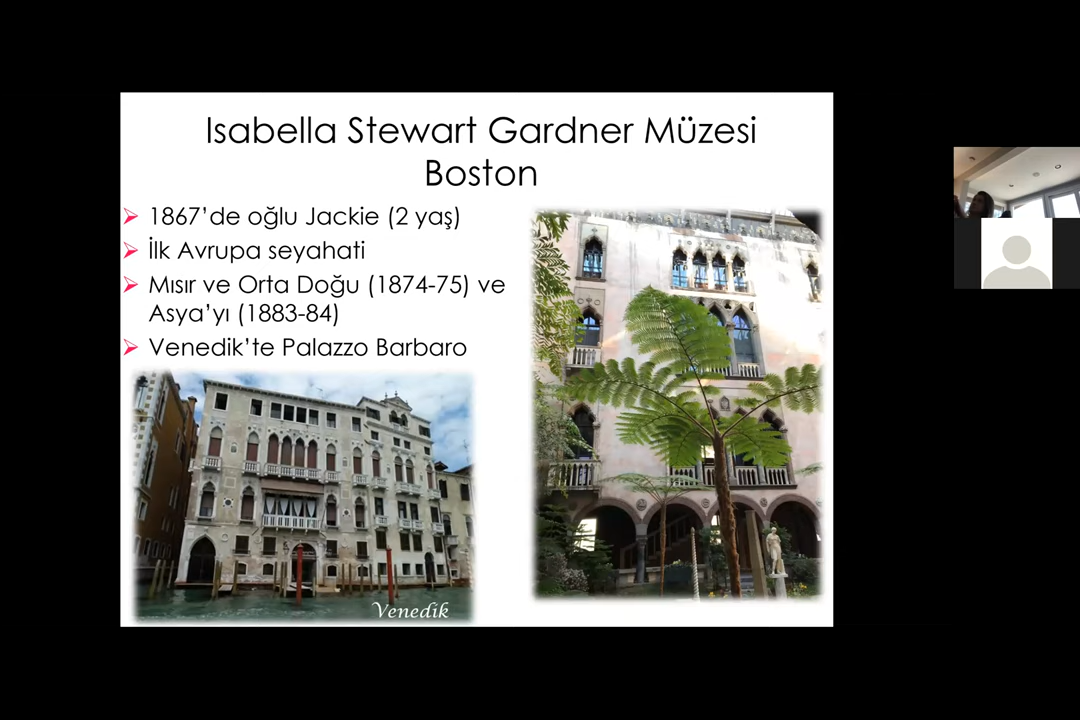 Isabella Stewart Gardner Müzesi
Boston
1867’de oğlu Jackie (2 yaş)
İlk Avrupa seyahati
Mısır ve Orta Doğu (1874-75) ve
Asya’yı (1883-84)
Venedik’te Palazzo Barbaro
Venedik